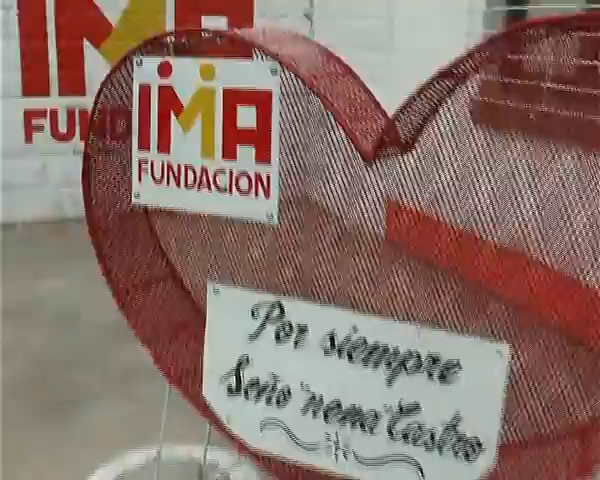 IMA
FUND
IMA
FUNDACION
Por siempre
Seño "nena" Castro